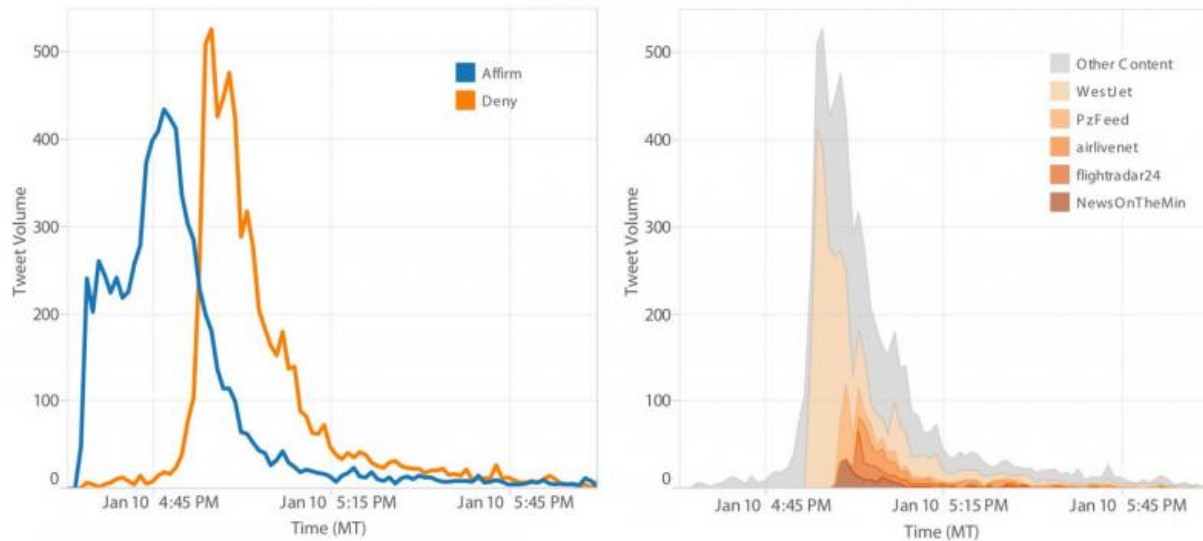 500
400
300
200
100
0
Tweet Volume
Affirm
Deny
Jan 10 4:45 PM
Jan 10 5:15 PM
Jan 10 5:45 PM
Time (MT)
500
400
300
200
100
0
Tweet Volume
Other Content
WestJet
PzFeed
airlivenet
flightradar24
NewsOnTheMin
Jan 10 4:45 PM
Jan 10 5:15 PM
Jan 10 5:45 PM
Time (MT)